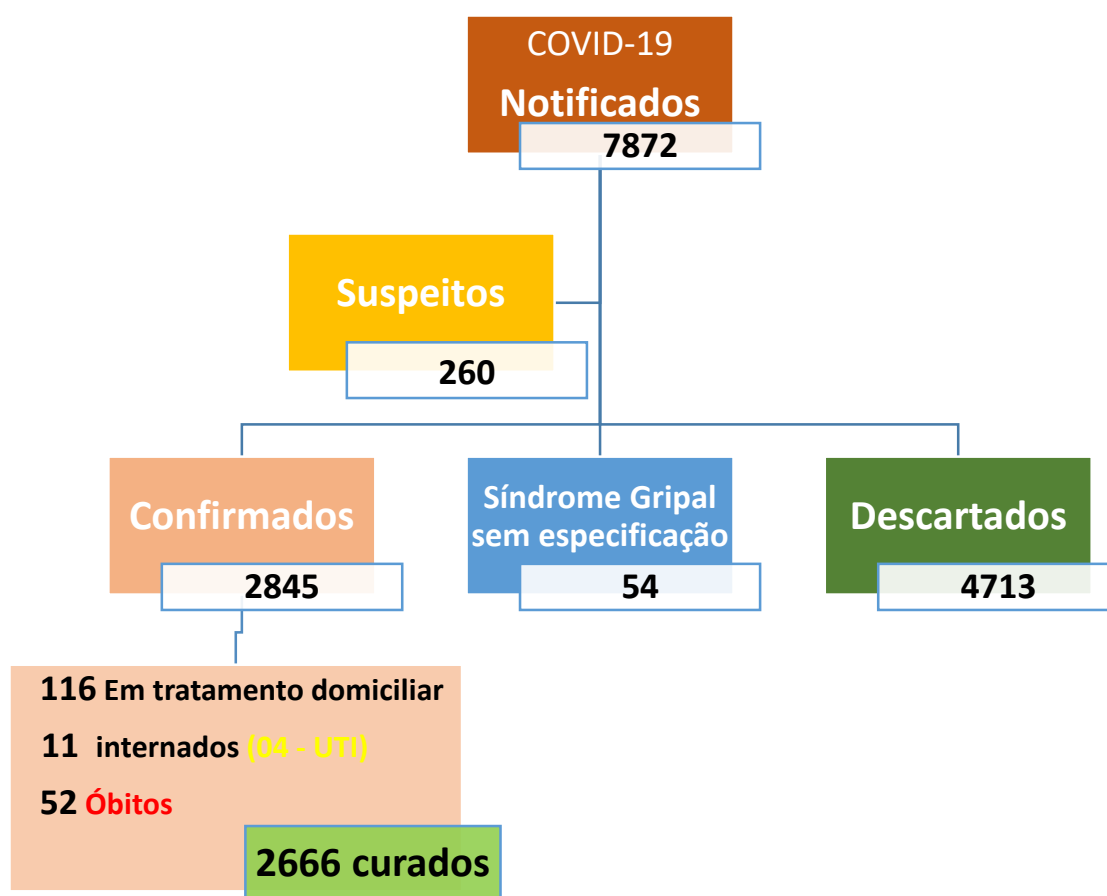 COVID-19
Notificados
7872
Suspeitos
260
Confirmados
2845
Síndrome Gripal
sem especificação
54
Descartados
4713
116 Em tratamento domiciliar
11 internados (04 - UTI)
52 Óbitos
2666 curados